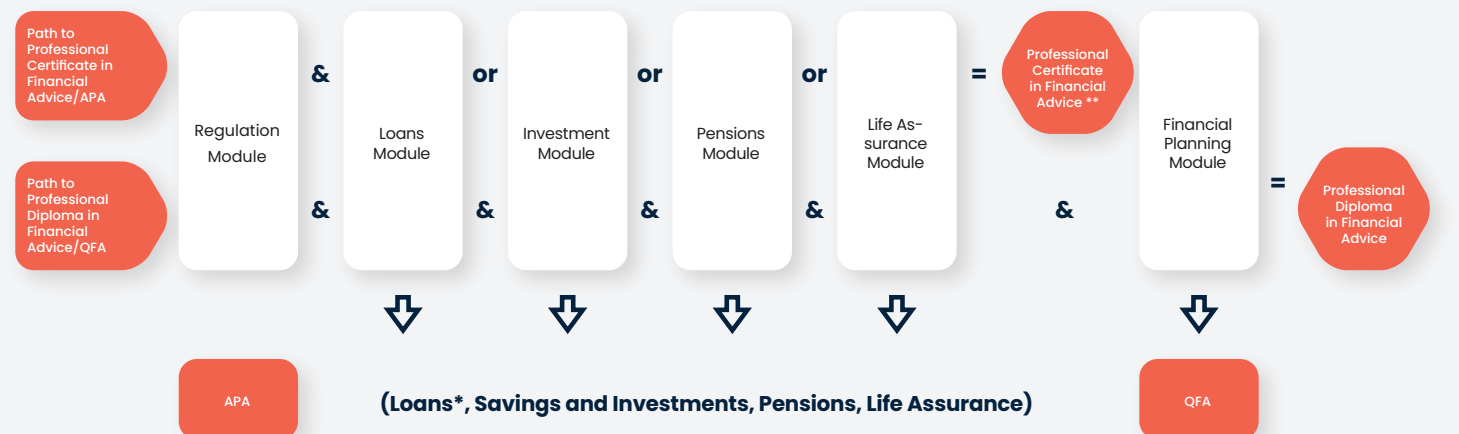 Path to
Professional
Certificate in
Financial
Advice/APA
Regulation
Module
&
Loans
Module
or
Investment
Module
or
Pensions
Module
or
Life As-
surance
Module
=
Professional
Certificate
in Financial
Advice **
Financial
Planning
Module
Path to
Professional
Diploma in
Financial
Advice/QFA
&
&
&
&
&
=
Professional
Diploma
in Financial
Advice
APA
(Loans*, Savings and Investments, Pensions, Life Assurance)
QFA